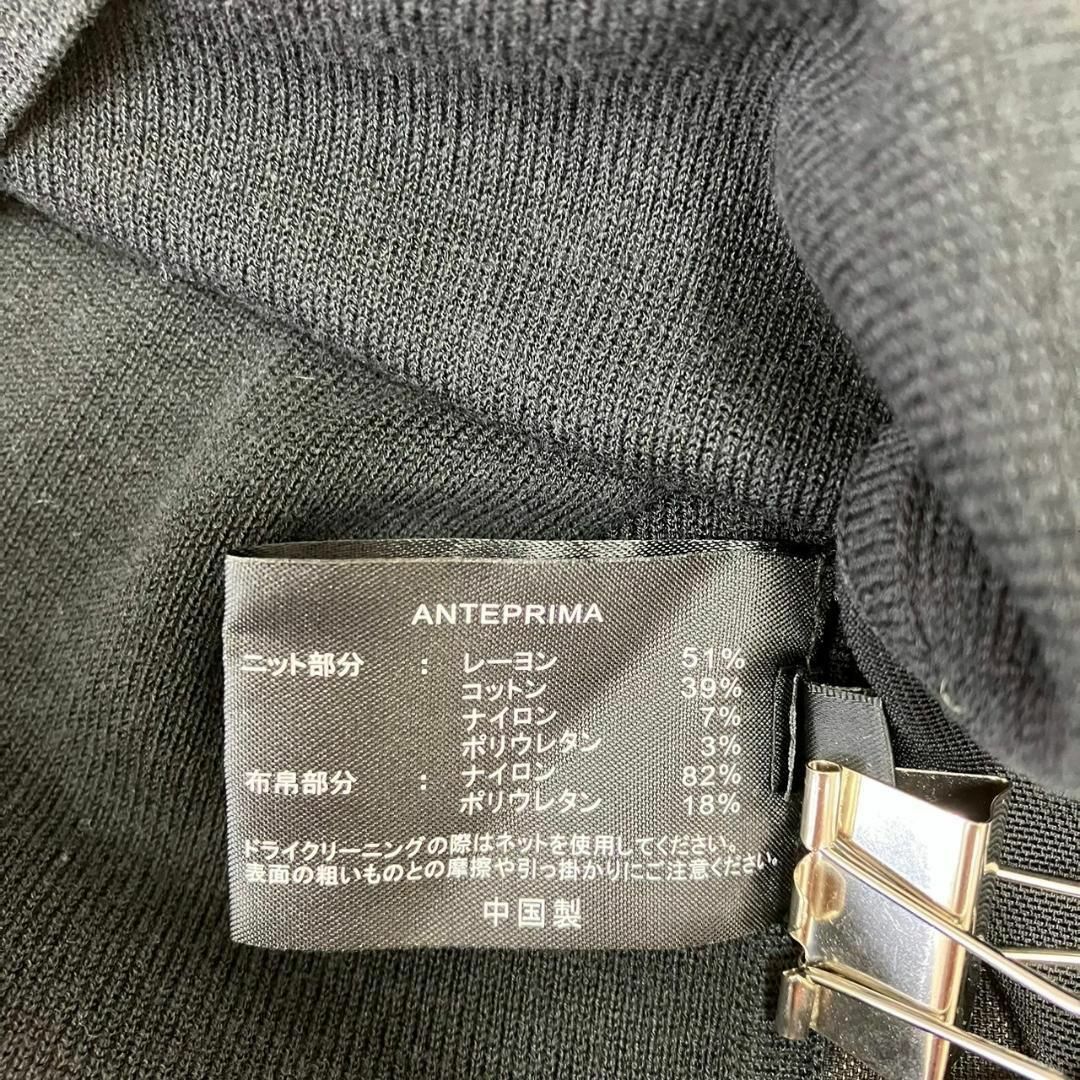 ANTEPRIMA
ニット部分 : レーヨン 51%
コットン 39%
ナイロン 7%
ポリウレタン 3%
布帛部分 : ナイロン 82%
ポリウレタン 18%
ドライクリーニングの際はネットを使用してください。
表面の粗いものとの摩擦や引っ掛かりにご注意ください。
中国製